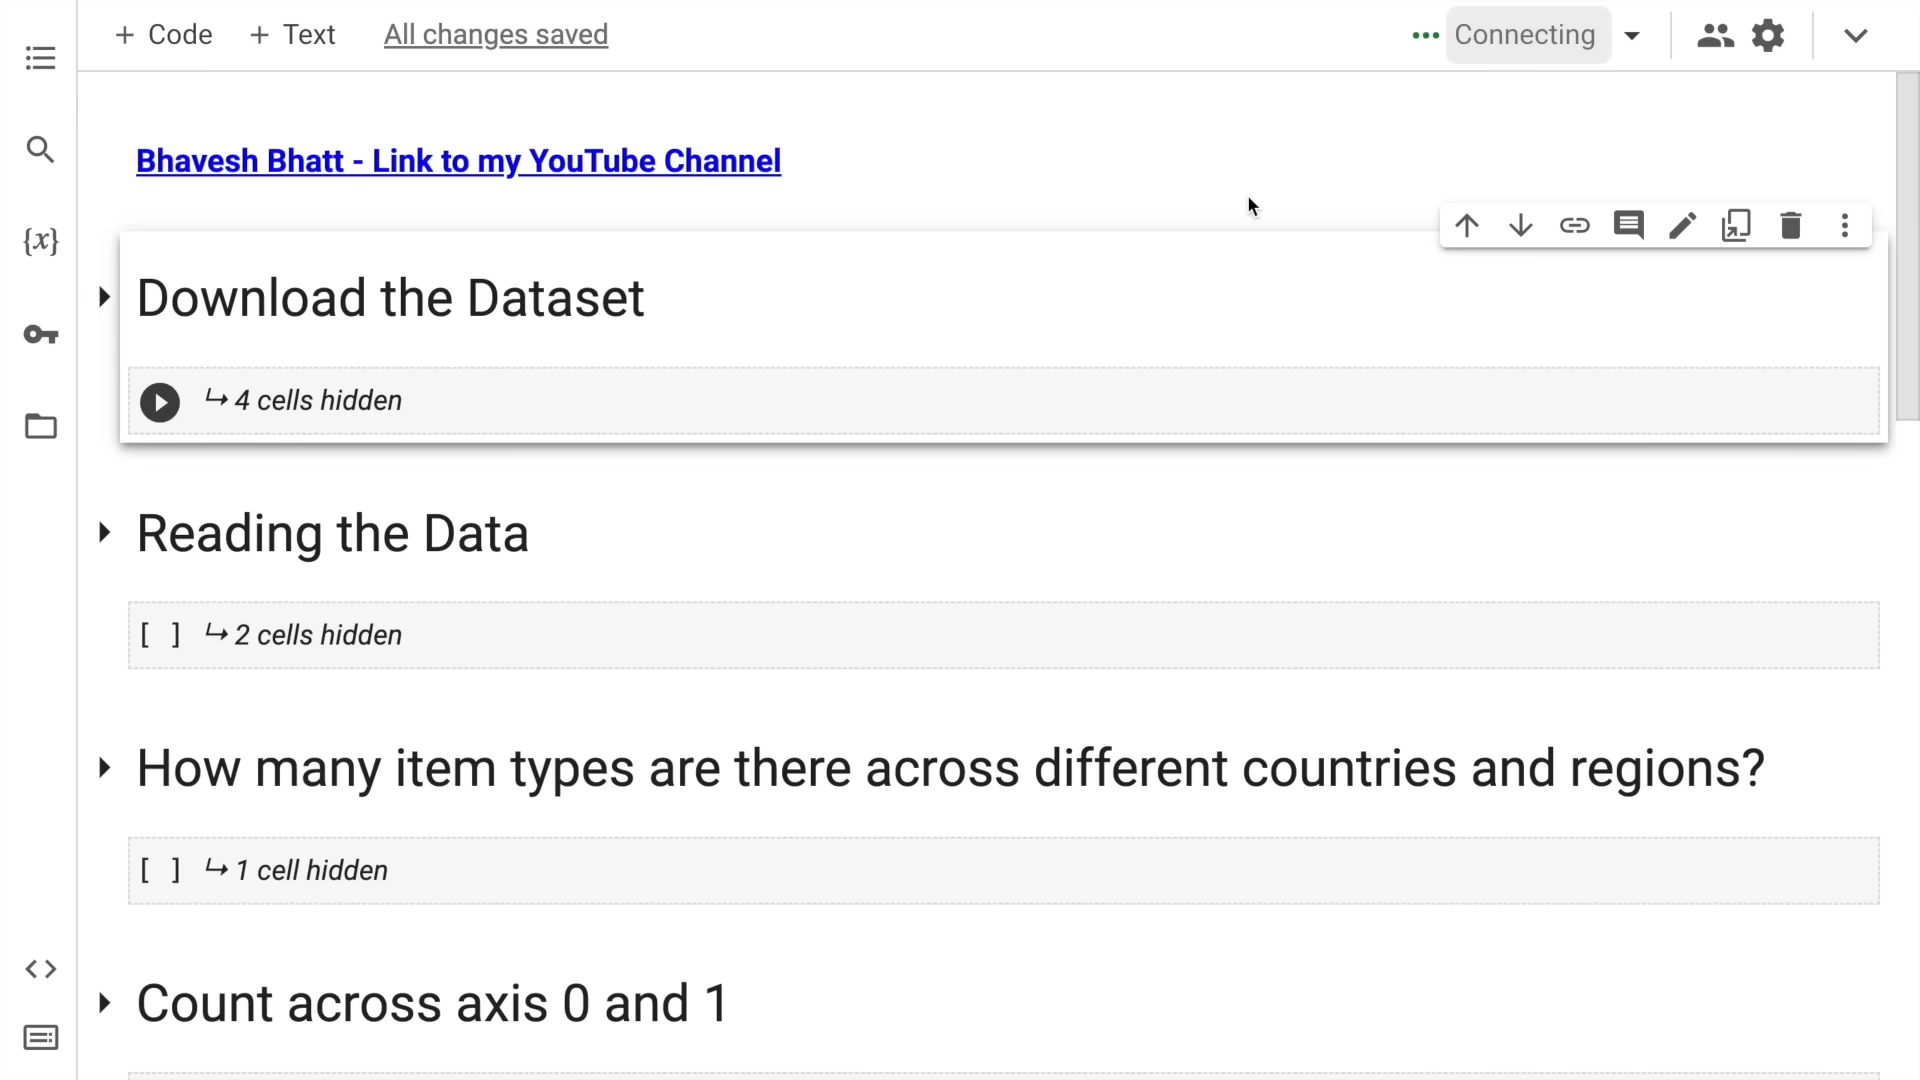 + Code + Text All changes saved
Connecting
Bhavesh Bhatt - Link to my YouTube Channel
{x}
Download the Dataset
↳ 4 cells hidden
Reading the Data
[ ] ↳ 2 cells hidden
How many item types are there across different countries and regions?
[ ] ↳ 1 cell hidden
Count across axis 0 and 1